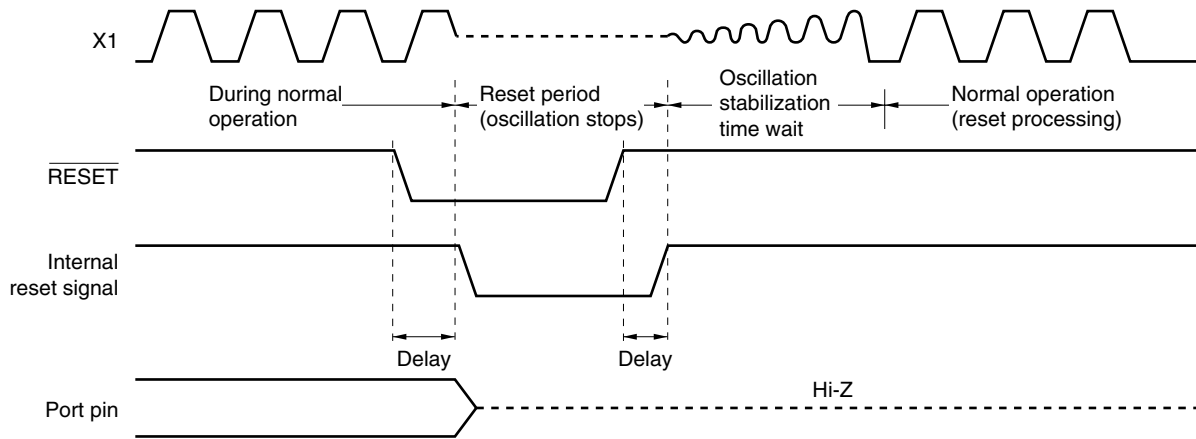 X1
During normal
operation
Reset period
(oscillation stops)
Oscillation
stabilization
time wait
Normal operation
(reset processing)
RESET
Internal
reset signal
Delay
Delay
Port pin
Hi-Z